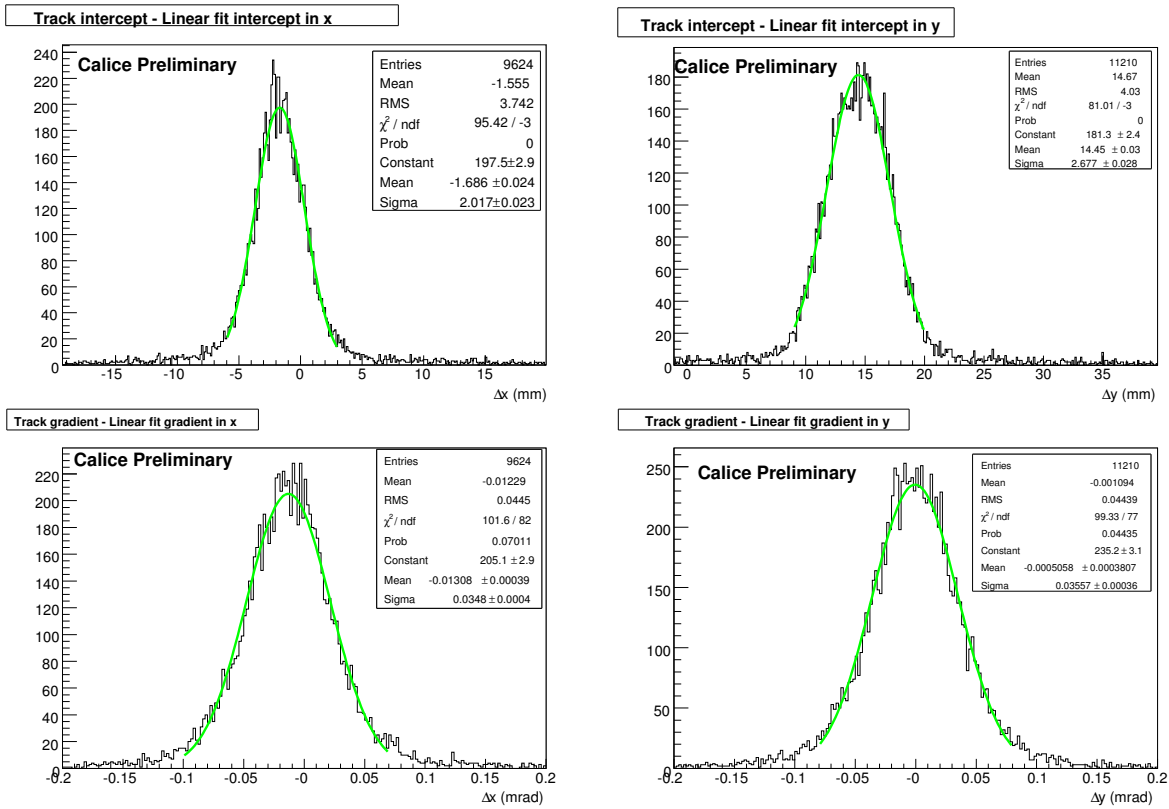 Track intercept - Linear fit intercept in x
Calice Preliminary
Entries 9624
Mean -1.555
RMS 3.742
χ² / ndf 95.42 / -3
Prob 0
Constant 197.5±2.9
Mean -1.686 ±0.024
Sigma 2.017±0.023
240
220
200
180
160
140
120
100
80
60
40
20
0
-15 -10 -5 0 5 10 15
Δx (mm)
Track intercept - Linear fit intercept in y
Calice Preliminary
Entries 11210
Mean 14.67
RMS 4.03
χ² / ndf 81.01 / -3
Prob 0
Constant 181.3 ± 2.4
Mean 14.45 ± 0.03
Sigma 2.677 ± 0.028
180
160
140
120
100
80
60
40
20
0
0 5 10 15 20 25 30 35
Δy (mm)
Track gradient - Linear fit gradient in x
Calice Preliminary
Entries 9624
Mean -0.01229
RMS 0.0445
χ² / ndf 101.6 / 82
Prob 0.07011
Constant 205.1 ± 2.9
Mean -0.01308 ± 0.00039
Sigma 0.0348 ± 0.0004
220
200
180
160
140
120
100
80
60
40
20
0
-0.2 -0.1 -0.05 -0 0.05 0.1 0.2
Δx (mrad)
Track gradient - Linear fit gradient in y
Calice Preliminary
Entries 11210
Mean -0.001094
RMS 0.04439
χ² / ndf 99.33 / 77
Prob 0.04435
Constant 235.2 ± 3.1
Mean -0.0005058 ± 0.0003807
Sigma 0.03557 ± 0.00036
250
200
150
100
50
0
-0.2 -0.1 -0.05 -0 0.05 0.1 0.2
Δy (mrad)